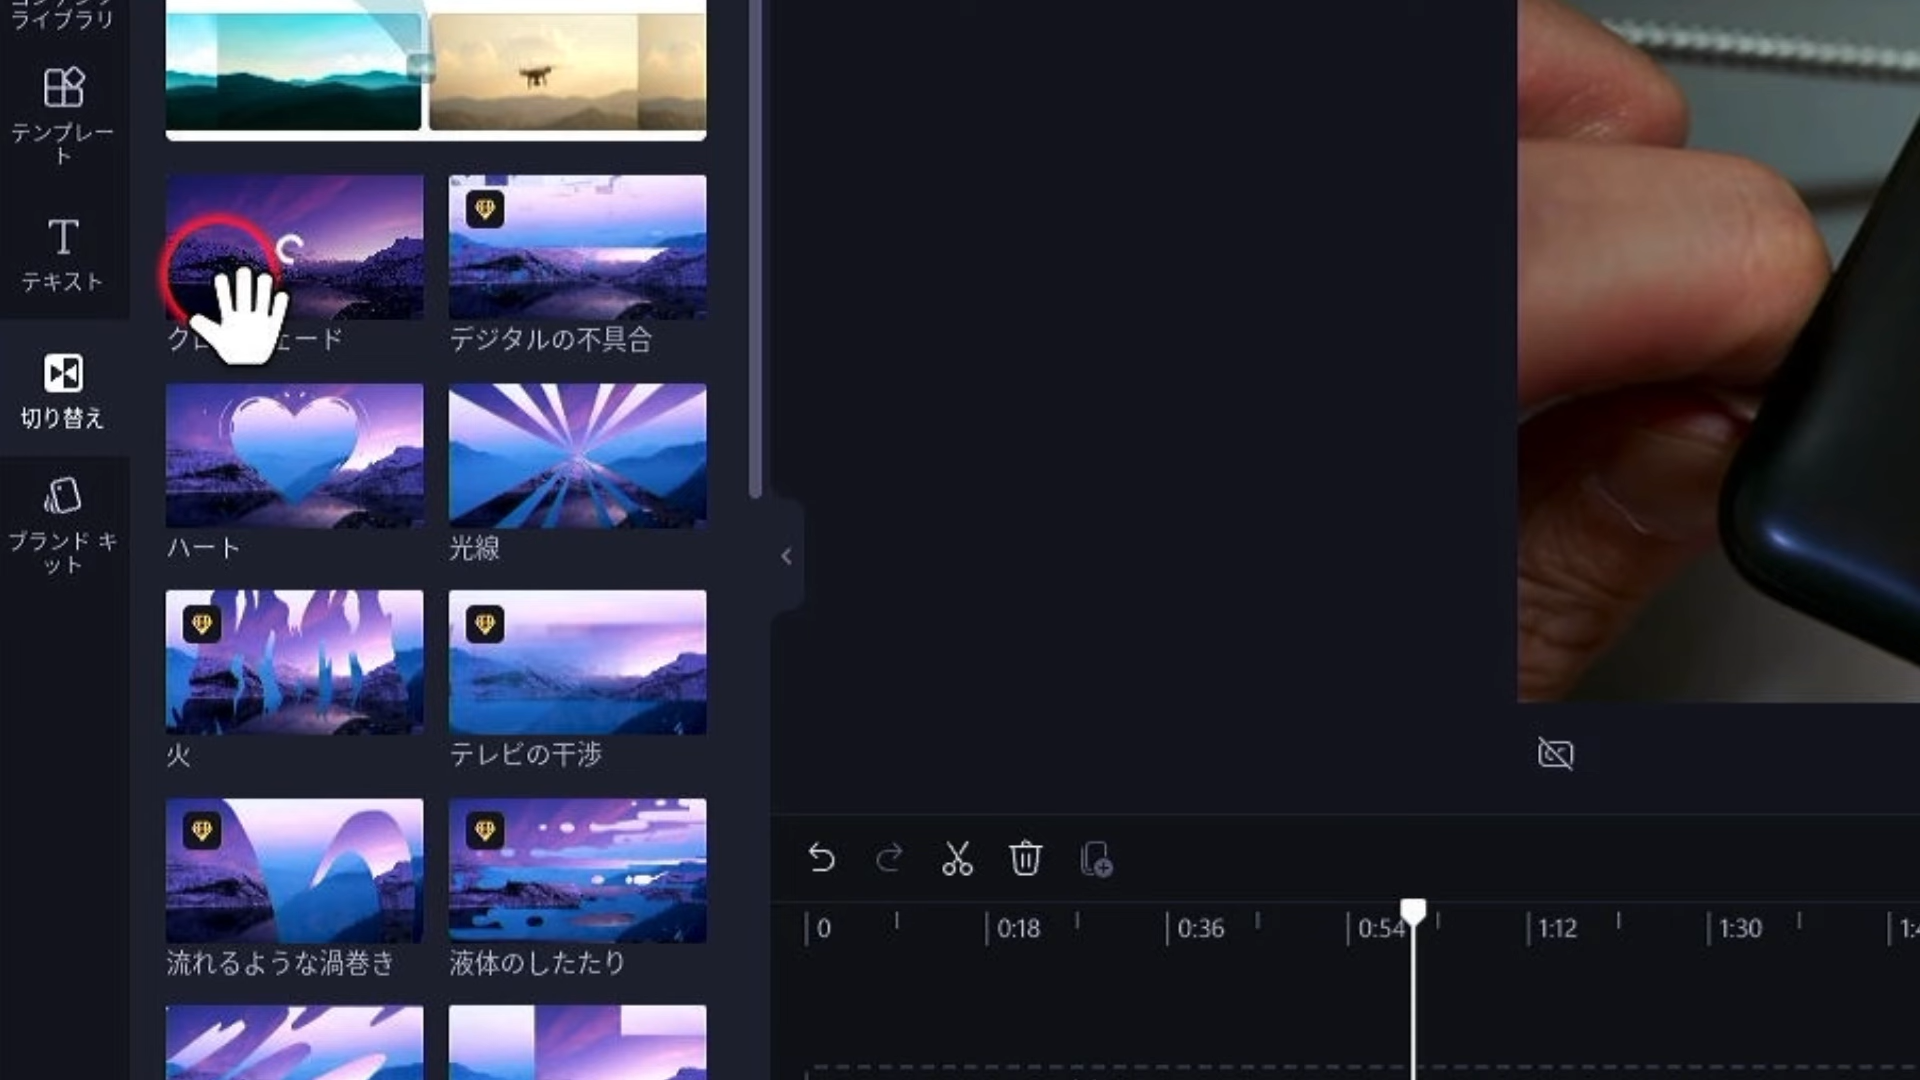 ライブラリ
テンプレー
ト
テキスト
切り替え
ブランド キ
ット
デジタルの不具合
ハート
光線
火
テレビの干渉
流れるような渦巻き
液体のしたたり
0
0:18
0:36
0:54
1:12
1:30